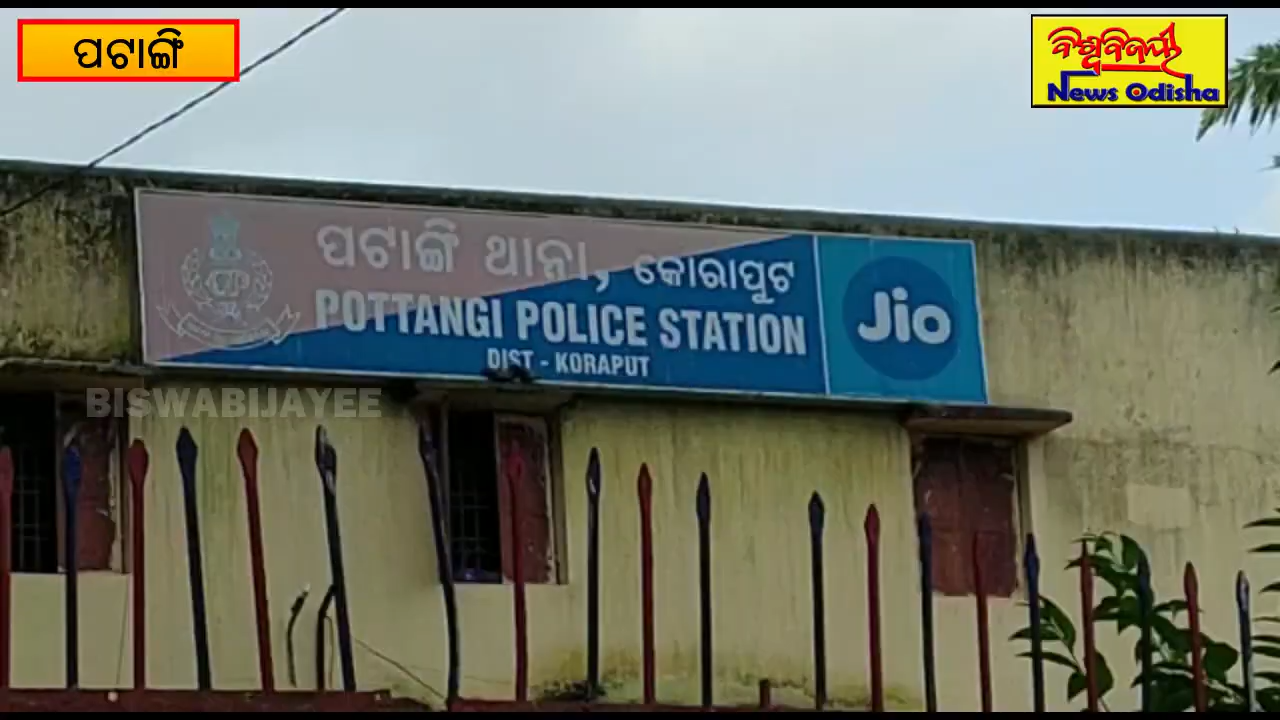 ପଟାଙ୍ଗି
ବିଶ୍ୱବିଜୟୀ
News Odisha
ପଟାଙ୍ଗି ଥାନା, କୋରାପୁଟ
POTTANGI POLICE STATION
DIST - KORAPUT
Jio
BISWABIJAYEE